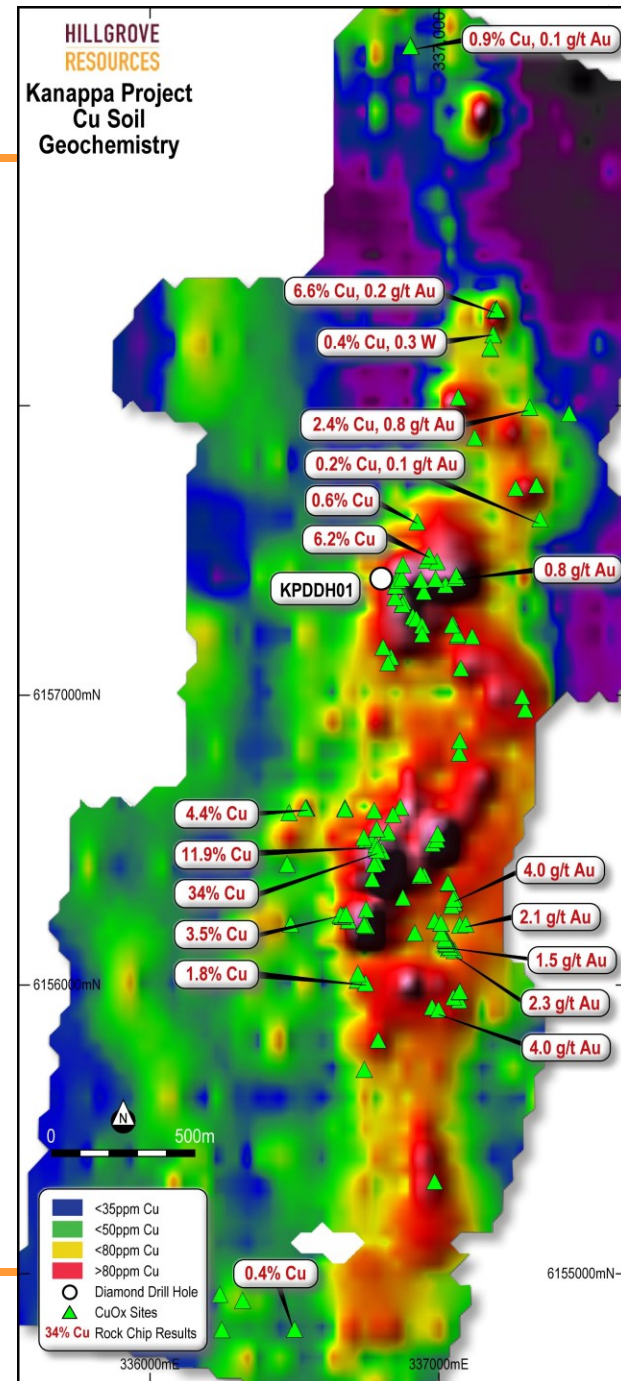 HILLGROVE
RESOURCES
Kanappa Project
Cu Soil
Geochemistry
337000
0.9% Cu, 0.1 g/t Au
6.6% Cu, 0.2 g/t Au
0.4% Cu, 0.3 W
2.4% Cu, 0.8 g/t Au
0.2% Cu, 0.1 g/t Au
0.6% Cu
6.2% Cu
KPDDH01
0.8 g/t Au
6157000mN
4.4% Cu
11.9% Cu
34% Cu
3.5% Cu
1.8% Cu
4.0 g/t Au
2.1 g/t Au
1.5 g/t Au
2.3 g/t Au
4.0 g/t Au
6156000mN
N
0 500m
<35ppm Cu
<50ppm Cu
<80ppm Cu
>80ppm Cu
Diamond Drill Hole
CuOx Sites
34% Cu Rock Chip Results
0.4% Cu
6155000mN
336000mE
337000mE